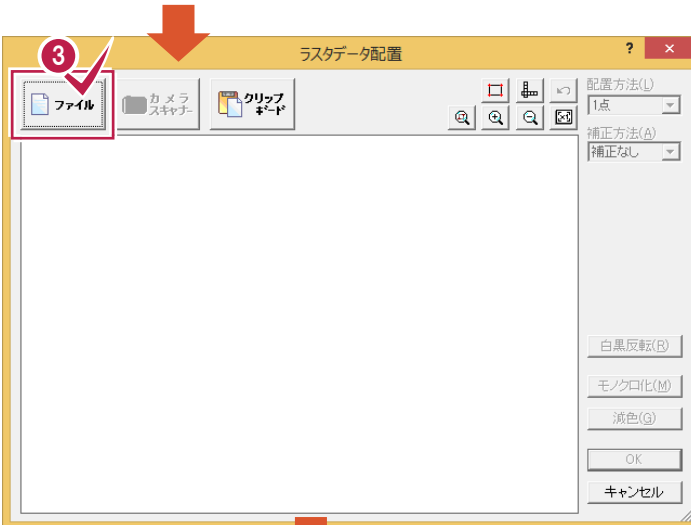 3
ラスタデータ配置
?
×
ファイル
カメラ
スキャナー
クリップ
ボード
配置方法(L)
1点
補正方法(A)
補正なし
白黒反転(R)
モノクロ化(M)
減色(G)
OK
キャンセル